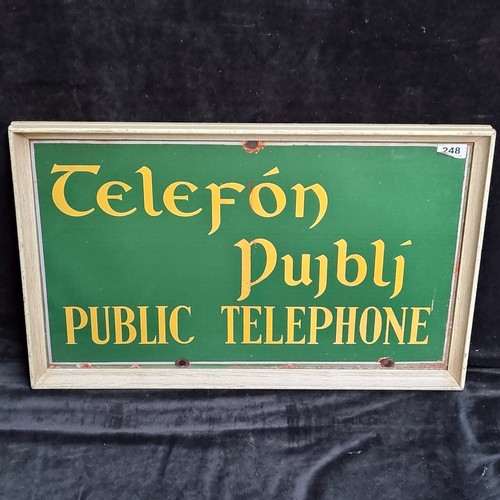 248
Telefón
Puiblí
PUBLIC TELEPHONE